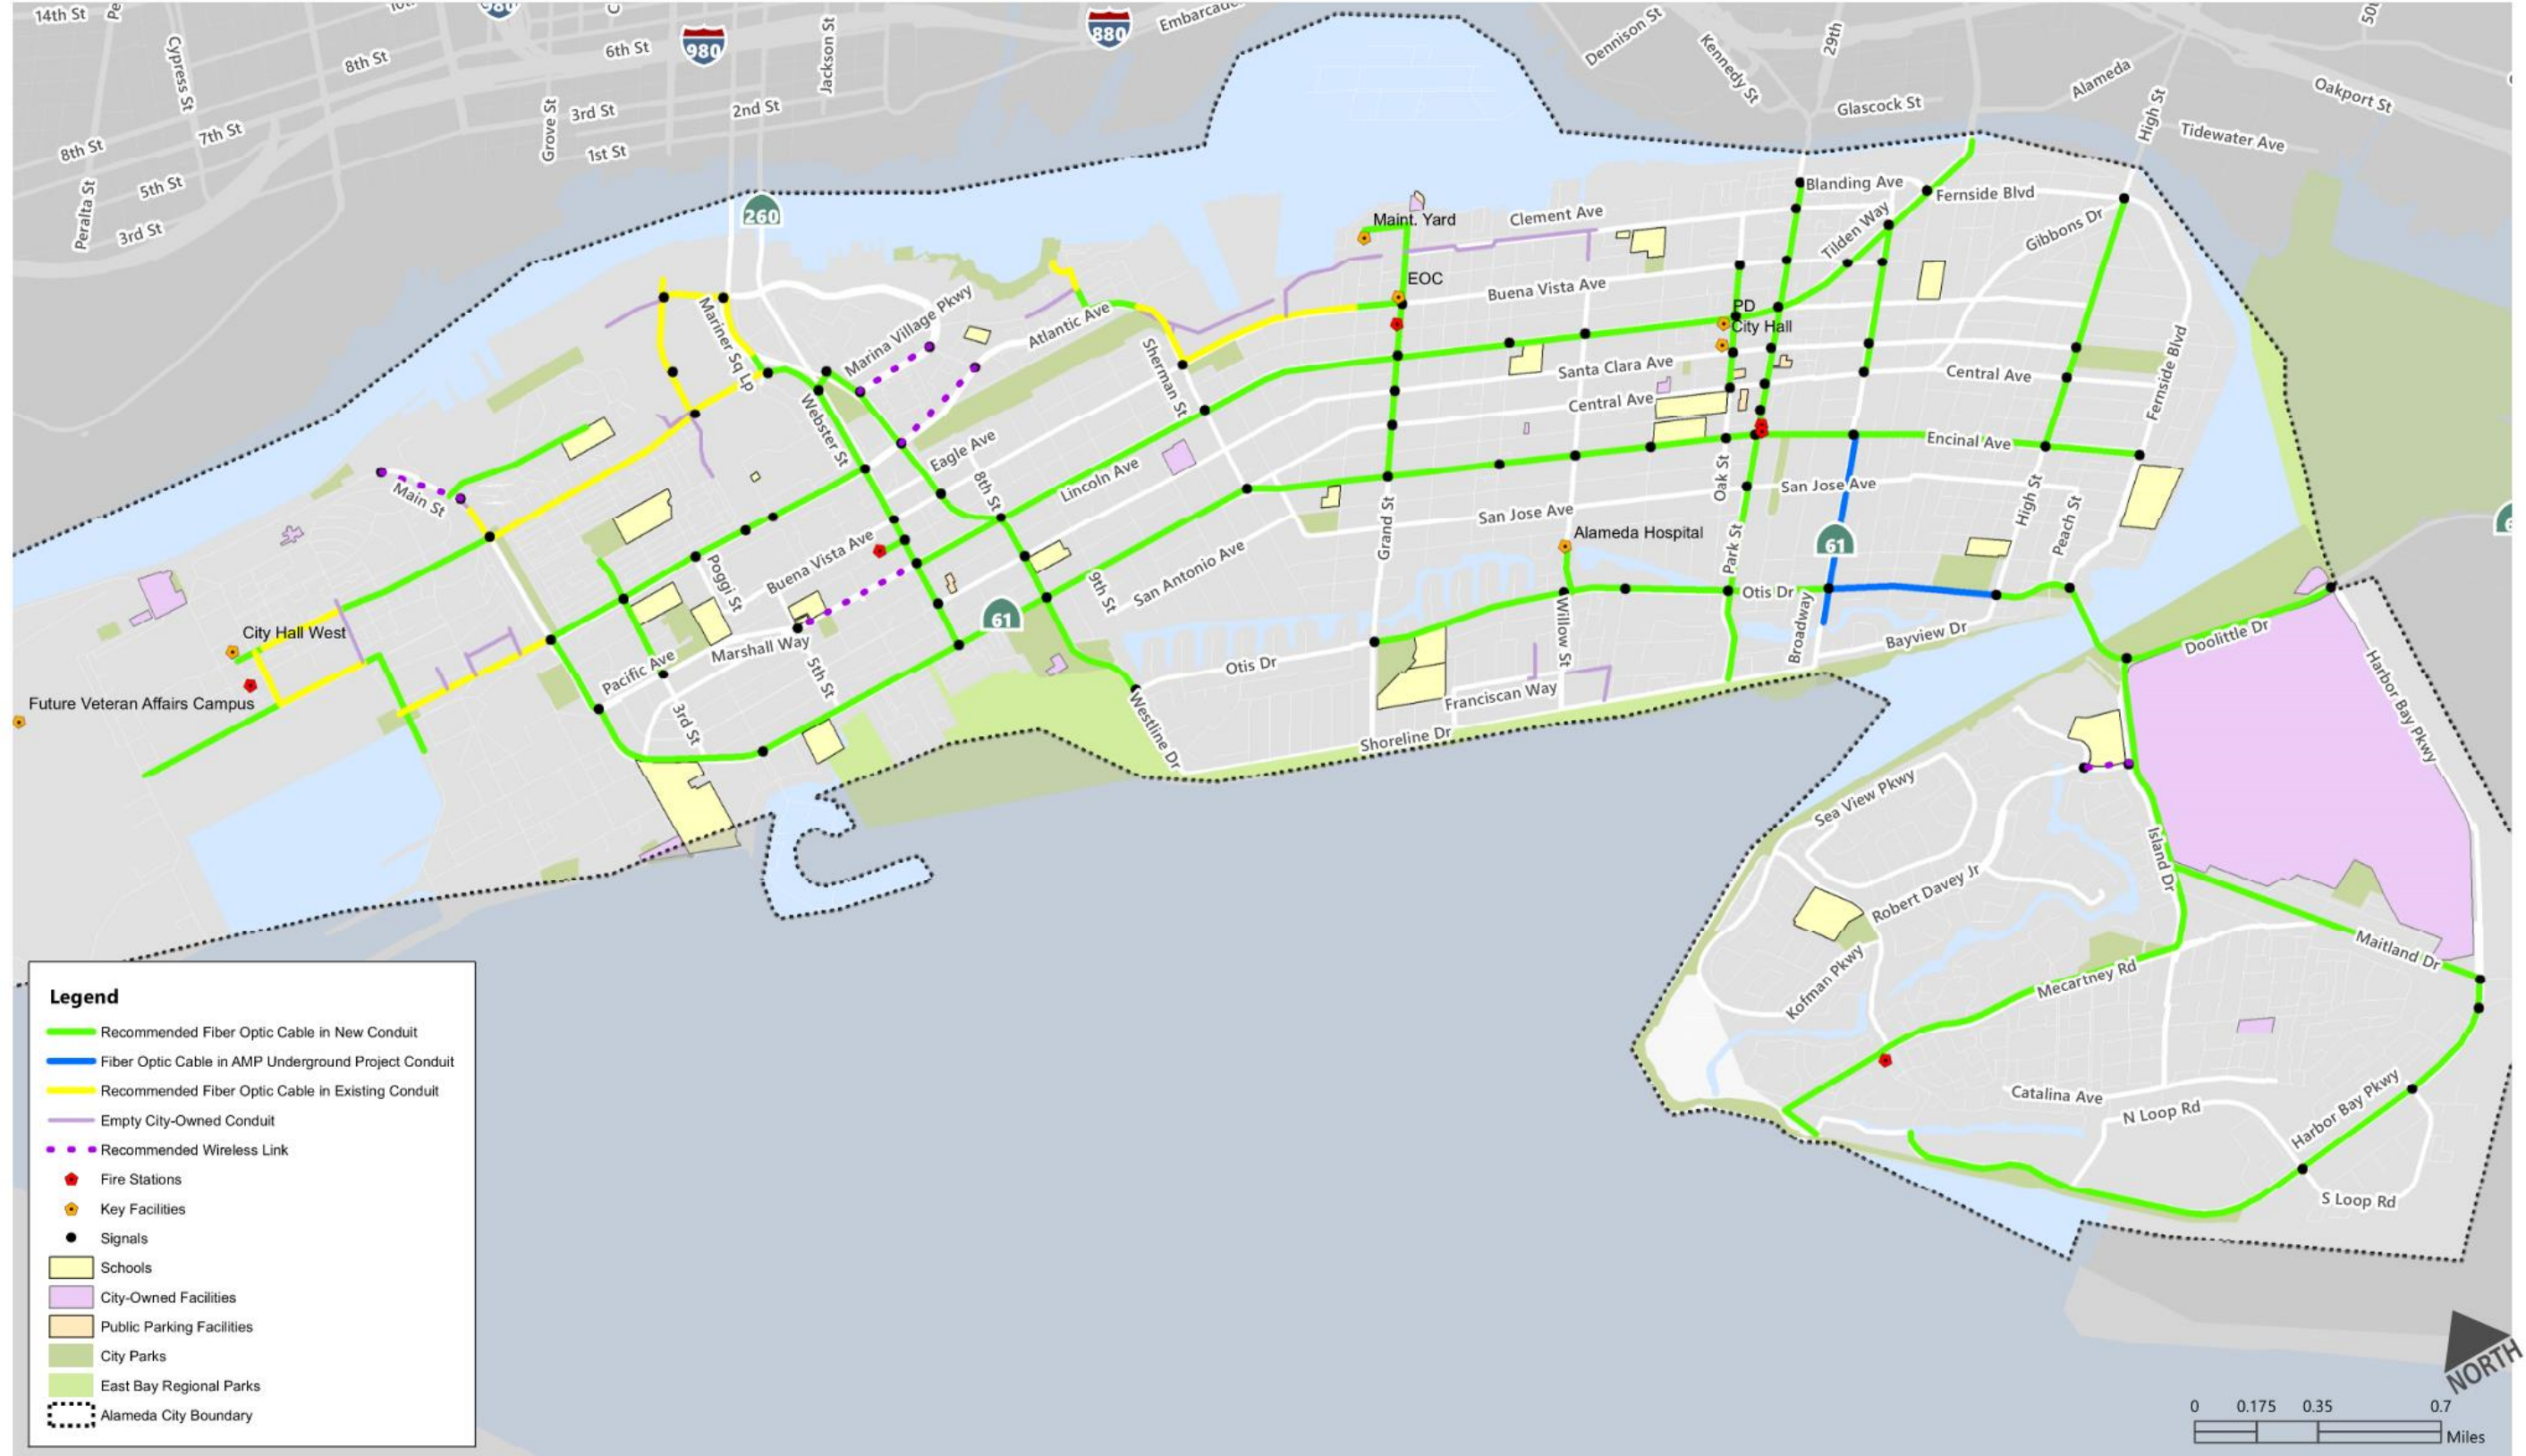 14th St
Cypress St
8th St
6th St
980
Jackson St
880
Dennison St
Kennedy St
29th
Alameda
Oakport St
7th St
Grove St
3rd St
2nd St
Glascock St
High St
Tidewater Ave
8th St
5th St
1st St
Peralta St
3rd St
260
Blanding Ave
Fernside Blvd
Maint. Yard
Clement Ave
Tilden Way
Gibbons Dr
EOC
Mariner Sq Lp
Marina Village Pkwy
Atlantic Ave
Buena Vista Ave
PD
City Hall
Sherman St
Santa Clara Ave
Central Ave
Central Ave
Fernside Blvd
Webster St
Eagle Ave
Lincoln Ave
8th St
Encinal Ave
Main St
Oak St
San Jose Ave
San Jose Ave
High St
Peach St
Grand St
Alameda Hospital
61
Buena Vista Ave
Poggi St
9th St
San Antonio Ave
Park St
61
Otis Dr
Willow St
Broadway
City Hall West
Marshall Way
Pacific Ave
5th St
Otis Dr
Bayview Dr
Doolittle Dr
Future Veteran Affairs Campus
3rd St
Westline Dr
Franciscan Way
Shoreline Dr
Harbor Bay Pkwy
Sea View Pkwy
Island Dr
Robert Davey Jr
Kofman Pkwy
Mecartney Rd
Maitland Dr
Catalina Ave
N Loop Rd
Harbor Bay Pkwy
S Loop Rd
Legend
Recommended Fiber Optic Cable in New Conduit
Fiber Optic Cable in AMP Underground Project Conduit
Recommended Fiber Optic Cable in Existing Conduit
Empty City-Owned Conduit
Recommended Wireless Link
Fire Stations
Key Facilities
Signals
Schools
City-Owned Facilities
Public Parking Facilities
City Parks
East Bay Regional Parks
Alameda City Boundary
NORTH
0 0.175 0.35 0.7
Miles